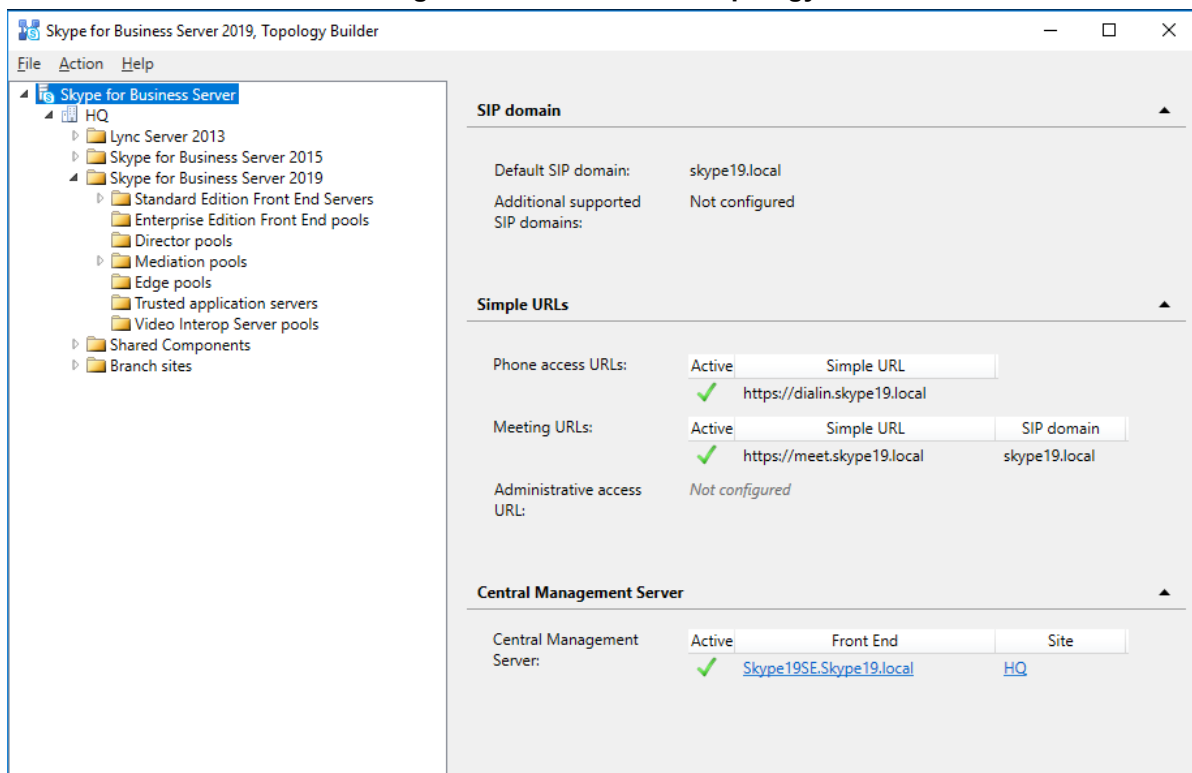 Skype for Business Server 2019, Topology Builder
File Action Help
Skype for Business Server
HQ
Lync Server 2013
Skype for Business Server 2015
Skype for Business Server 2019
Standard Edition Front End Servers
Enterprise Edition Front End pools
Director pools
Mediation pools
Edge pools
Trusted application servers
Video Interop Server pools
Shared Components
Branch sites
SIP domain
Default SIP domain: skype19.local
Additional supported Not configured
SIP domains:
Simple URLs
Phone access URLs: Active Simple URL
https://dialin.skype19.local
Meeting URLs: Active Simple URL SIP domain
https://meet.skype19.local skype19.local
Administrative access Not configured
URL:
Central Management Server
Central Management Active Front End Site
Server: Skype19SE.Skype19.local HQ